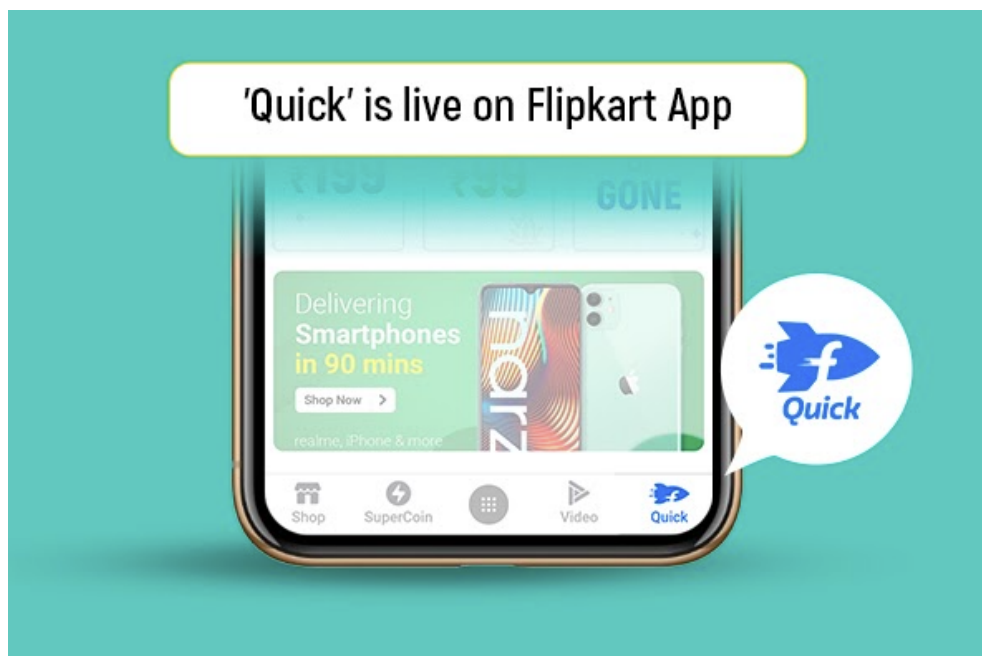 'Quick' is live on Flipkart App
₹199
₹99
GONE
Delivering
Smartphones
in 90 mins
Shop Now
realme, iPhone & more
narz
f
Quick
Shop
SuperCoin
Video
Quick